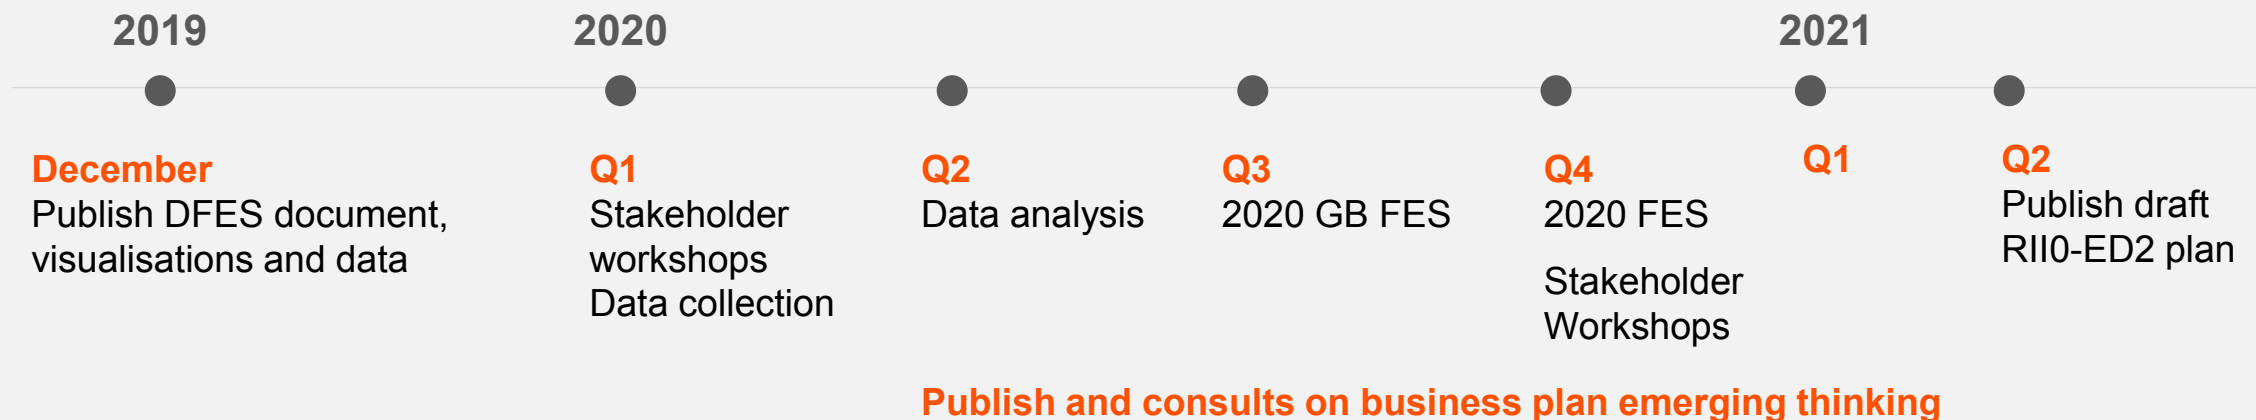 2019
2020
2021
December
Publish DFES document,
visualisations and data
Q1
Stakeholder
workshops
Data collection
Q2
Data analysis
Q3
2020 GB FES
Q4
2020 FES
Stakeholder
Workshops
Q1
Q2
Publish draft
RII0-ED2 plan
Publish and consults on business plan emerging thinking